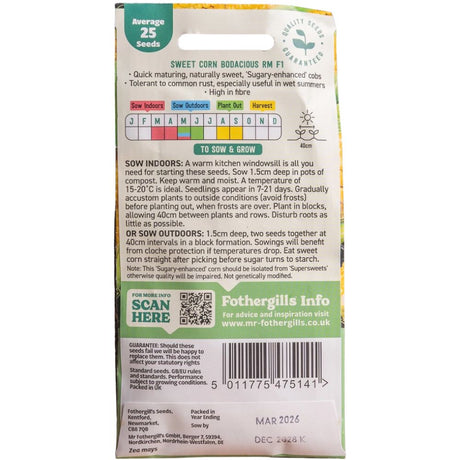 Average
25
Seeds
QUALITY SEEDS
GUARANTEED
SWEET CORN BODACIOUS RM F1
• Quick maturing, naturally sweet, 'Sugary-enhanced' cobs
• Tolerant to common rust, especially useful in wet summers
• High in fibre
Sow Indoors Sow Outdoors Plant Out Harvest
J F M A M J J A S O N D
40cm
TO SOW & GROW
SOW INDOORS: A warm kitchen windowsill is all you
need for starting these seeds. Sow 1.5cm deep in pots of
compost. Keep warm and moist. A temperature of
15-20°C is ideal. Seedlings appear in 7-21 days. Gradually
accustom plants to outside conditions (avoid frosts)
before planting out, when frosts are over. Plant in blocks,
allowing 40cm between plants and rows. Disturb roots as
little as possible.
OR SOW OUTDOORS: 1.5cm deep, two seeds together at
40cm intervals in a block formation. Sowings will benefit
from cloche protection if temperatures drop. Eat sweet
corn straight after picking before sugar turns to starch.
Note: This 'Sugary-enhanced' corn should be isolated from 'Supersweets'
otherwise quality will be impaired. Not genetically modified.
FOR MORE INFO
SCAN
HERE
Fothergills Info
For advice and inspiration visit
www.mr-fothergills.co.uk
GUARANTEE: Should these
seeds fail we will be happy to
replace them. This does not
affect your statutory rights
Standard seeds. GB/EU rules
and standards. Performance
subject to growing conditions.
Packed in UK
5 011775 475141 >
Fothergill's Seeds,
Kentford,
Newmarket,
CB8 7QB
Mr Fothergill's GmbH, Berger 7, 59394,
Nordkirchen, Nordrhein-Westfalen, DT
Zea mays
Packed in
Year Ending
Sow by
MAR 2026
DEC 2028 K